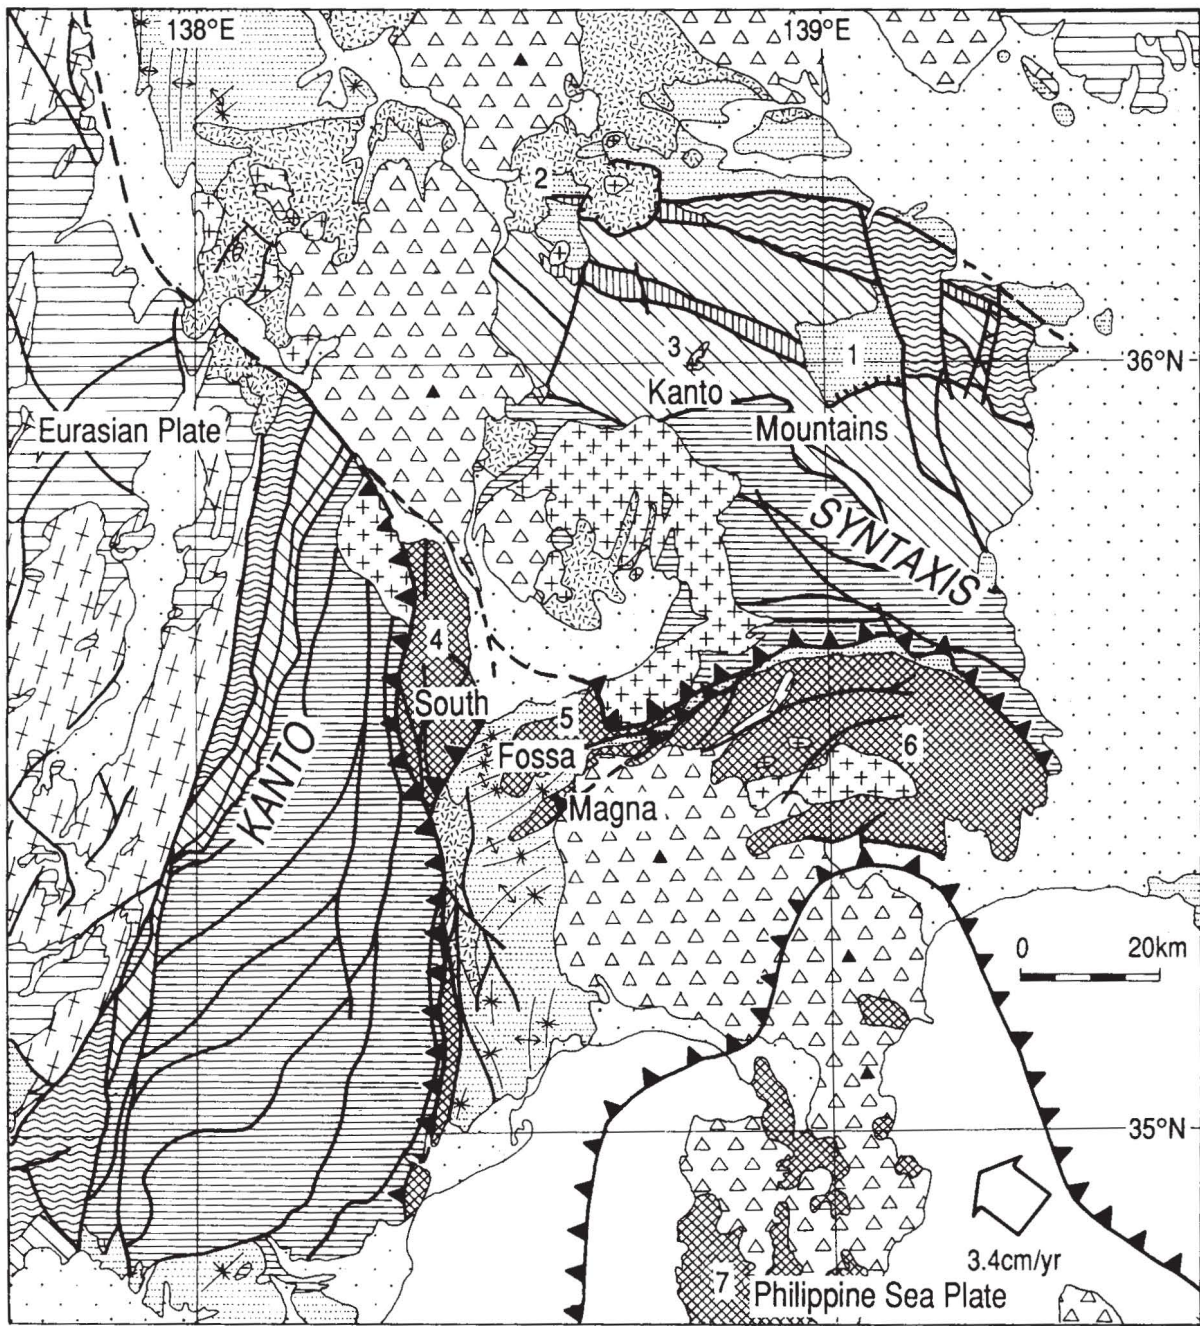 138°E
139°E
2
1
3
36°N
Kanto
Mountains
Eurasian Plate
SYNTAXIS
4
South
5
Fossa
6
KANTO
Magna
0 20km
35°N
3.4cm/yr
7
Philippine Sea Plate